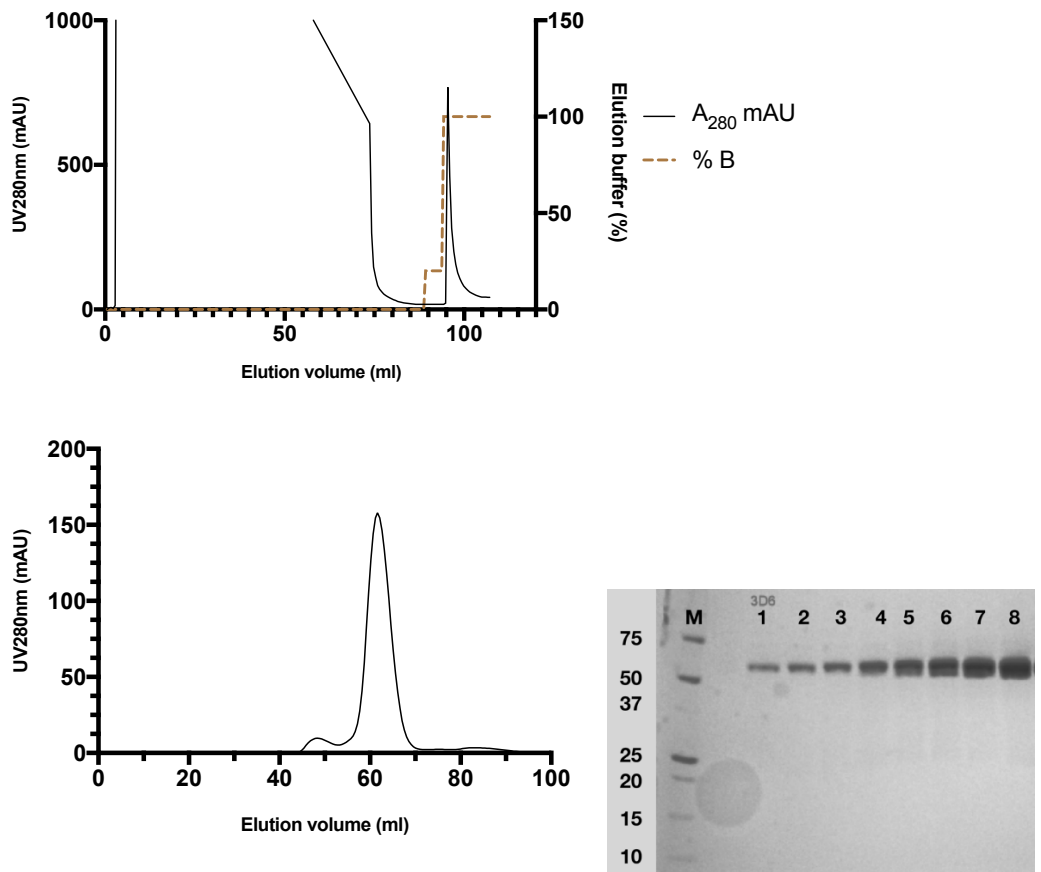 1000
500
0
UV280nm (mAU)
0 50 100
Elution volume (ml)
150
100
50
0
Elution buffer (%)
A280 mAU
% B
200
150
100
50
0
UV280nm (mAU)
0 20 40 60 80 100
Elution volume (ml)
3D6
M 1 2 3 4 5 6 7 8
75
50
37
25
20
15
10